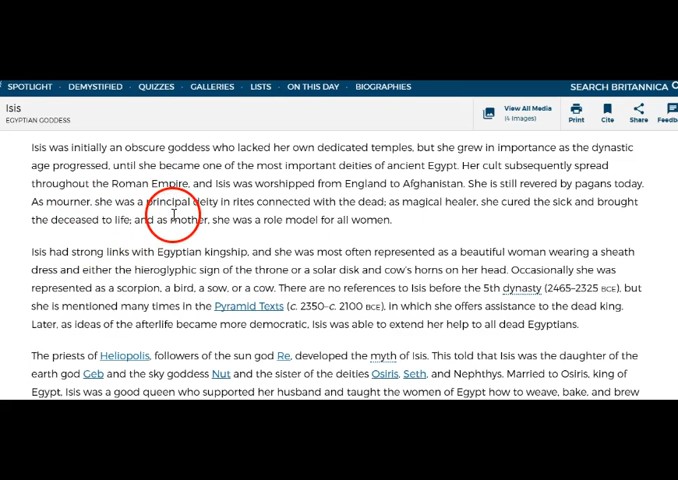 SPOTLIGHT · DEMYSTIFIED · QUIZZES · GALLERIES · LISTS · ON THIS DAY · BIOGRAPHIES SEARCH BRITANNICA
Isis
EGYPTIAN GODDESS
View All Media
(4 Images)
Print
Cite
Share
Feedb
Isis was initially an obscure goddess who lacked her own dedicated temples, but she grew in importance as the dynastic
age progressed, until she became one of the most important deities of ancient Egypt. Her cult subsequently spread
throughout the Roman Empire, and Isis was worshipped from England to Afghanistan. She is still revered by pagans today.
As mourner, she was a principal deity in rites connected with the dead; as magical healer, she cured the sick and brought
the deceased to life; and as mother, she was a role model for all women.
Isis had strong links with Egyptian kingship, and she was most often represented as a beautiful woman wearing a sheath
dress and either the hieroglyphic sign of the throne or a solar disk and cow's horns on her head. Occasionally she was
represented as a scorpion, a bird, a sow, or a cow. There are no references to Isis before the 5th dynasty (2465–2325 BCE), but
she is mentioned many times in the Pyramid Texts (c. 2350–c. 2100 BCE), in which she offers assistance to the dead king.
Later, as ideas of the afterlife became more democratic, Isis was able to extend her help to all dead Egyptians.
The priests of Heliopolis, followers of the sun god Re, developed the myth of Isis. This told that Isis was the daughter of the
earth god Geb and the sky goddess Nut and the sister of the deities Osiris, Seth, and Nephthys. Married to Osiris, king of
Egypt, Isis was a good queen who supported her husband and taught the women of Egypt how to weave, bake, and brew